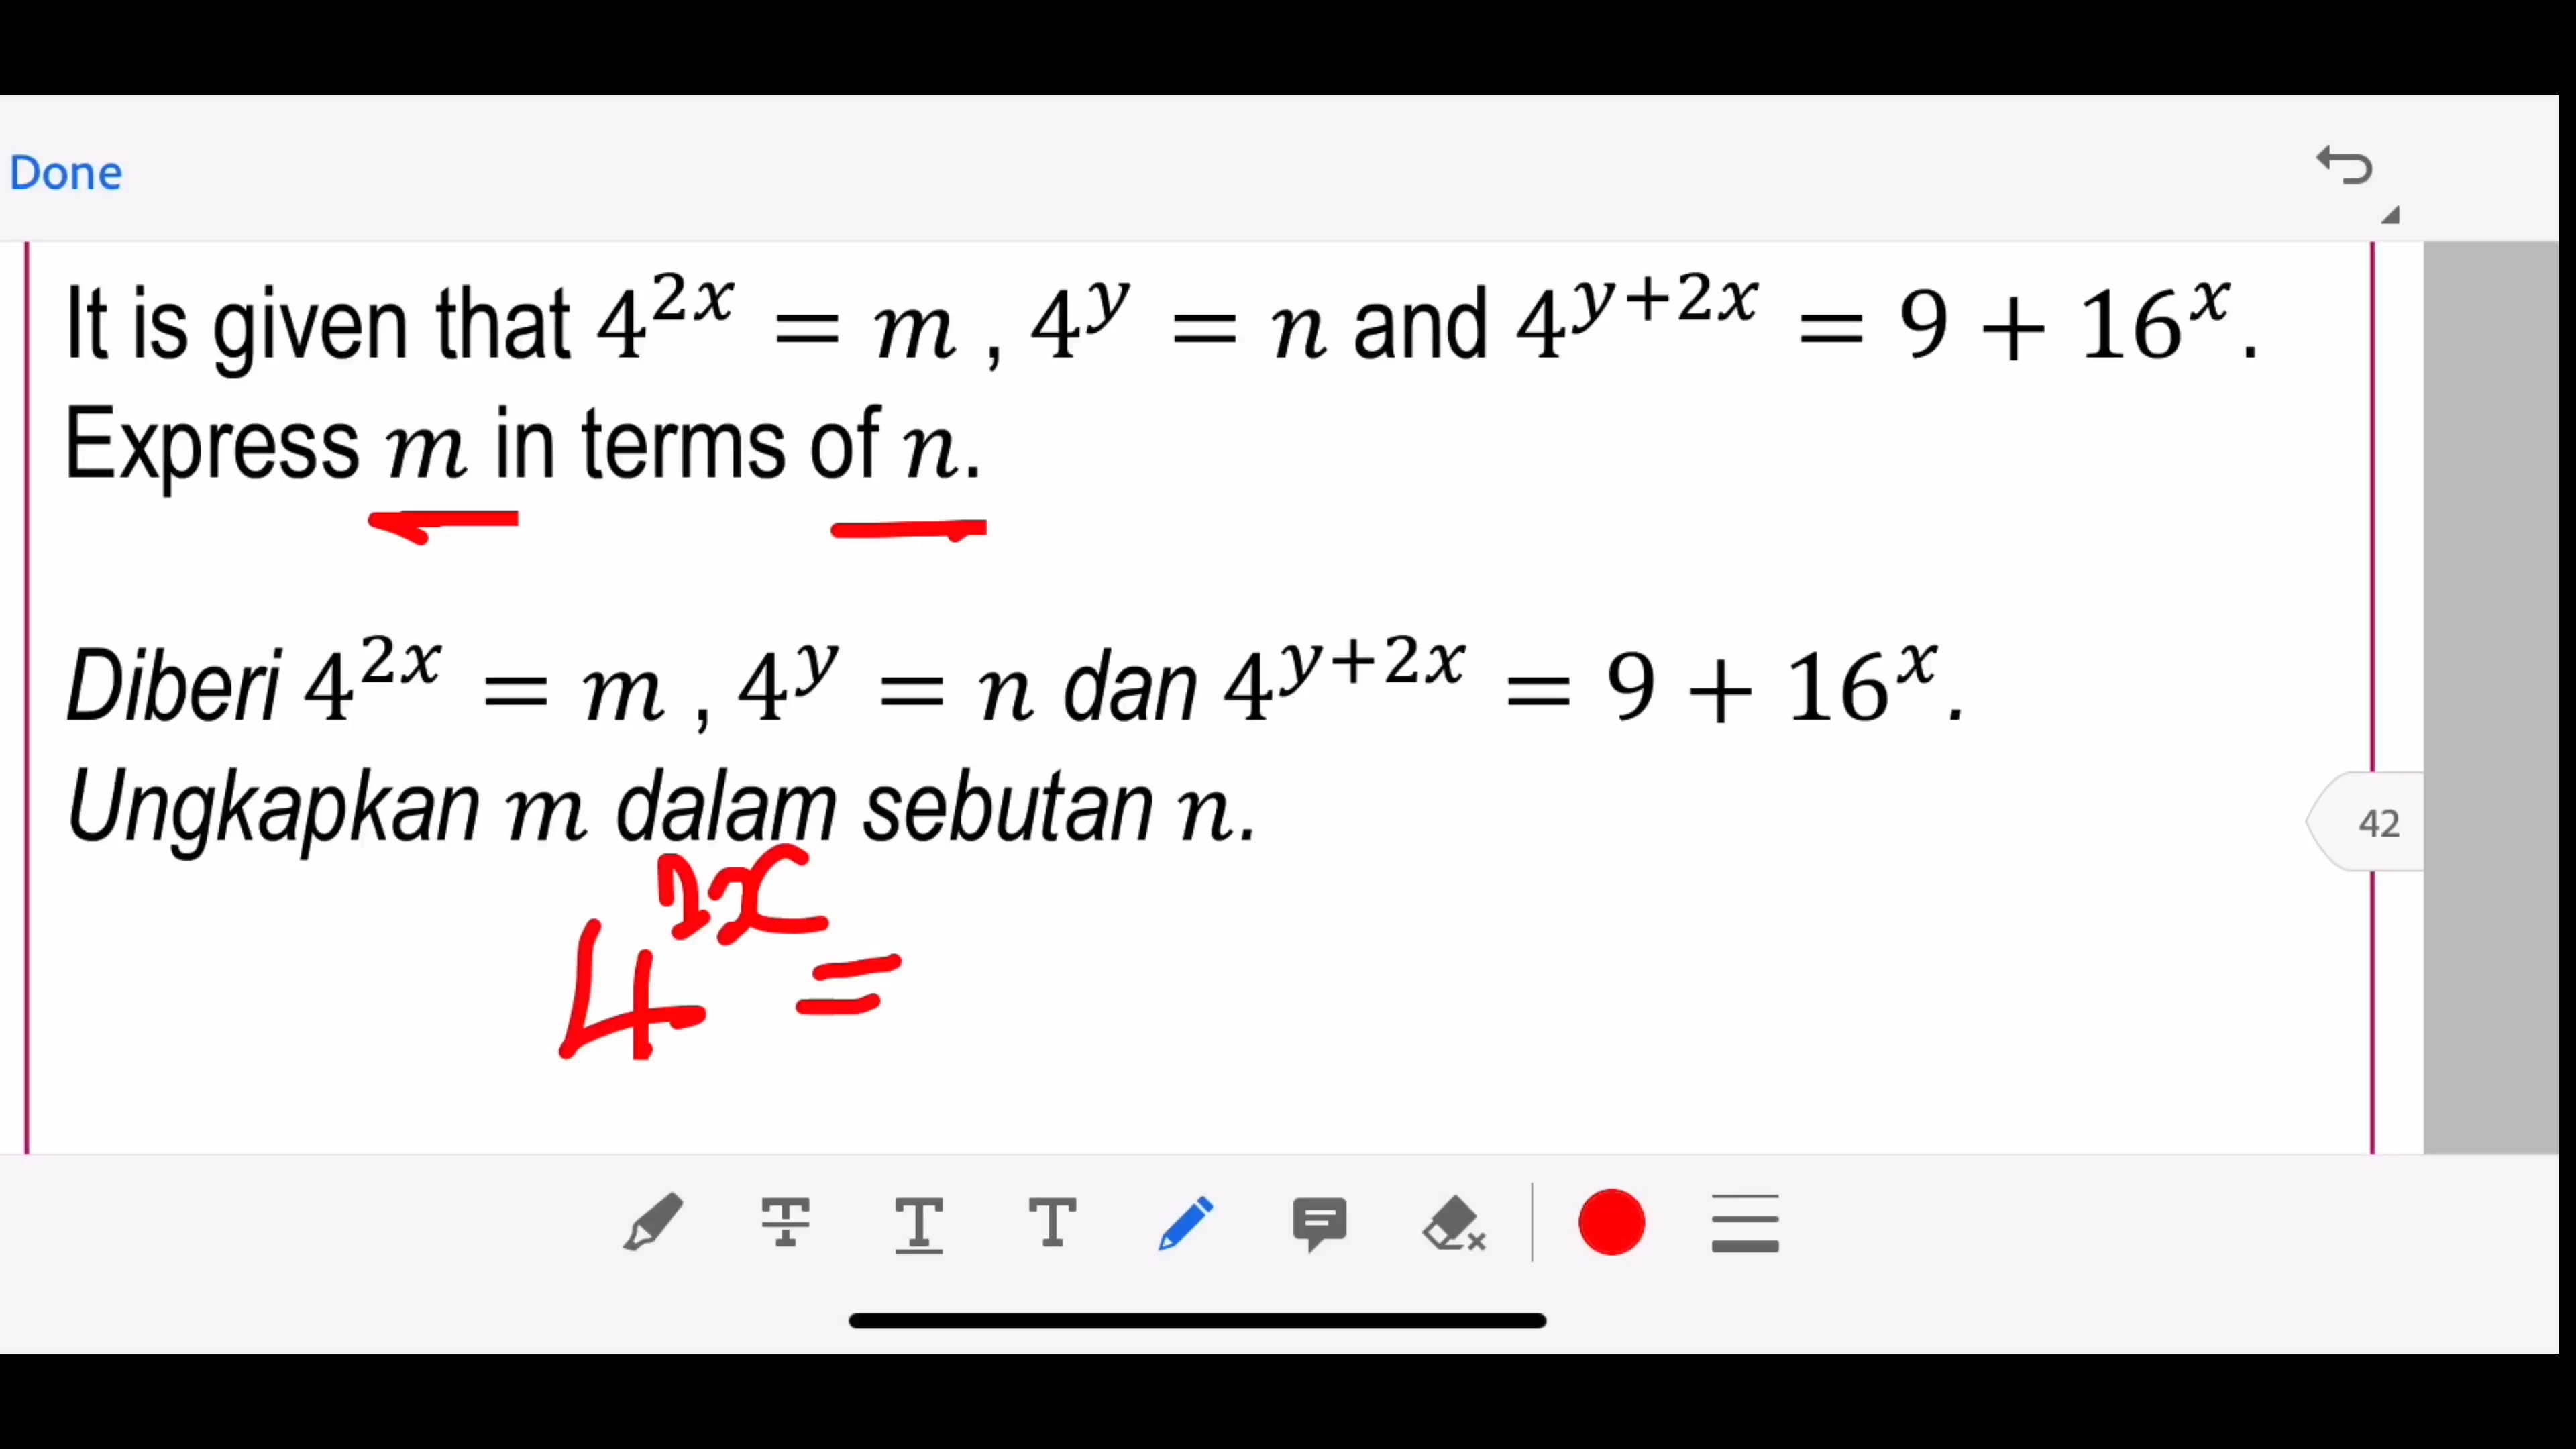 Done
It is given that 4^{2x} = m , 4^y = n and 4^{y+2x} = 9 + 16^x .
Express m in terms of n.
Diberi 4^{2x} = m , 4^y = n dan 4^{y+2x} = 9 + 16^x .
Ungkapkan m dalam sebutan n.
42
4^{2x} =